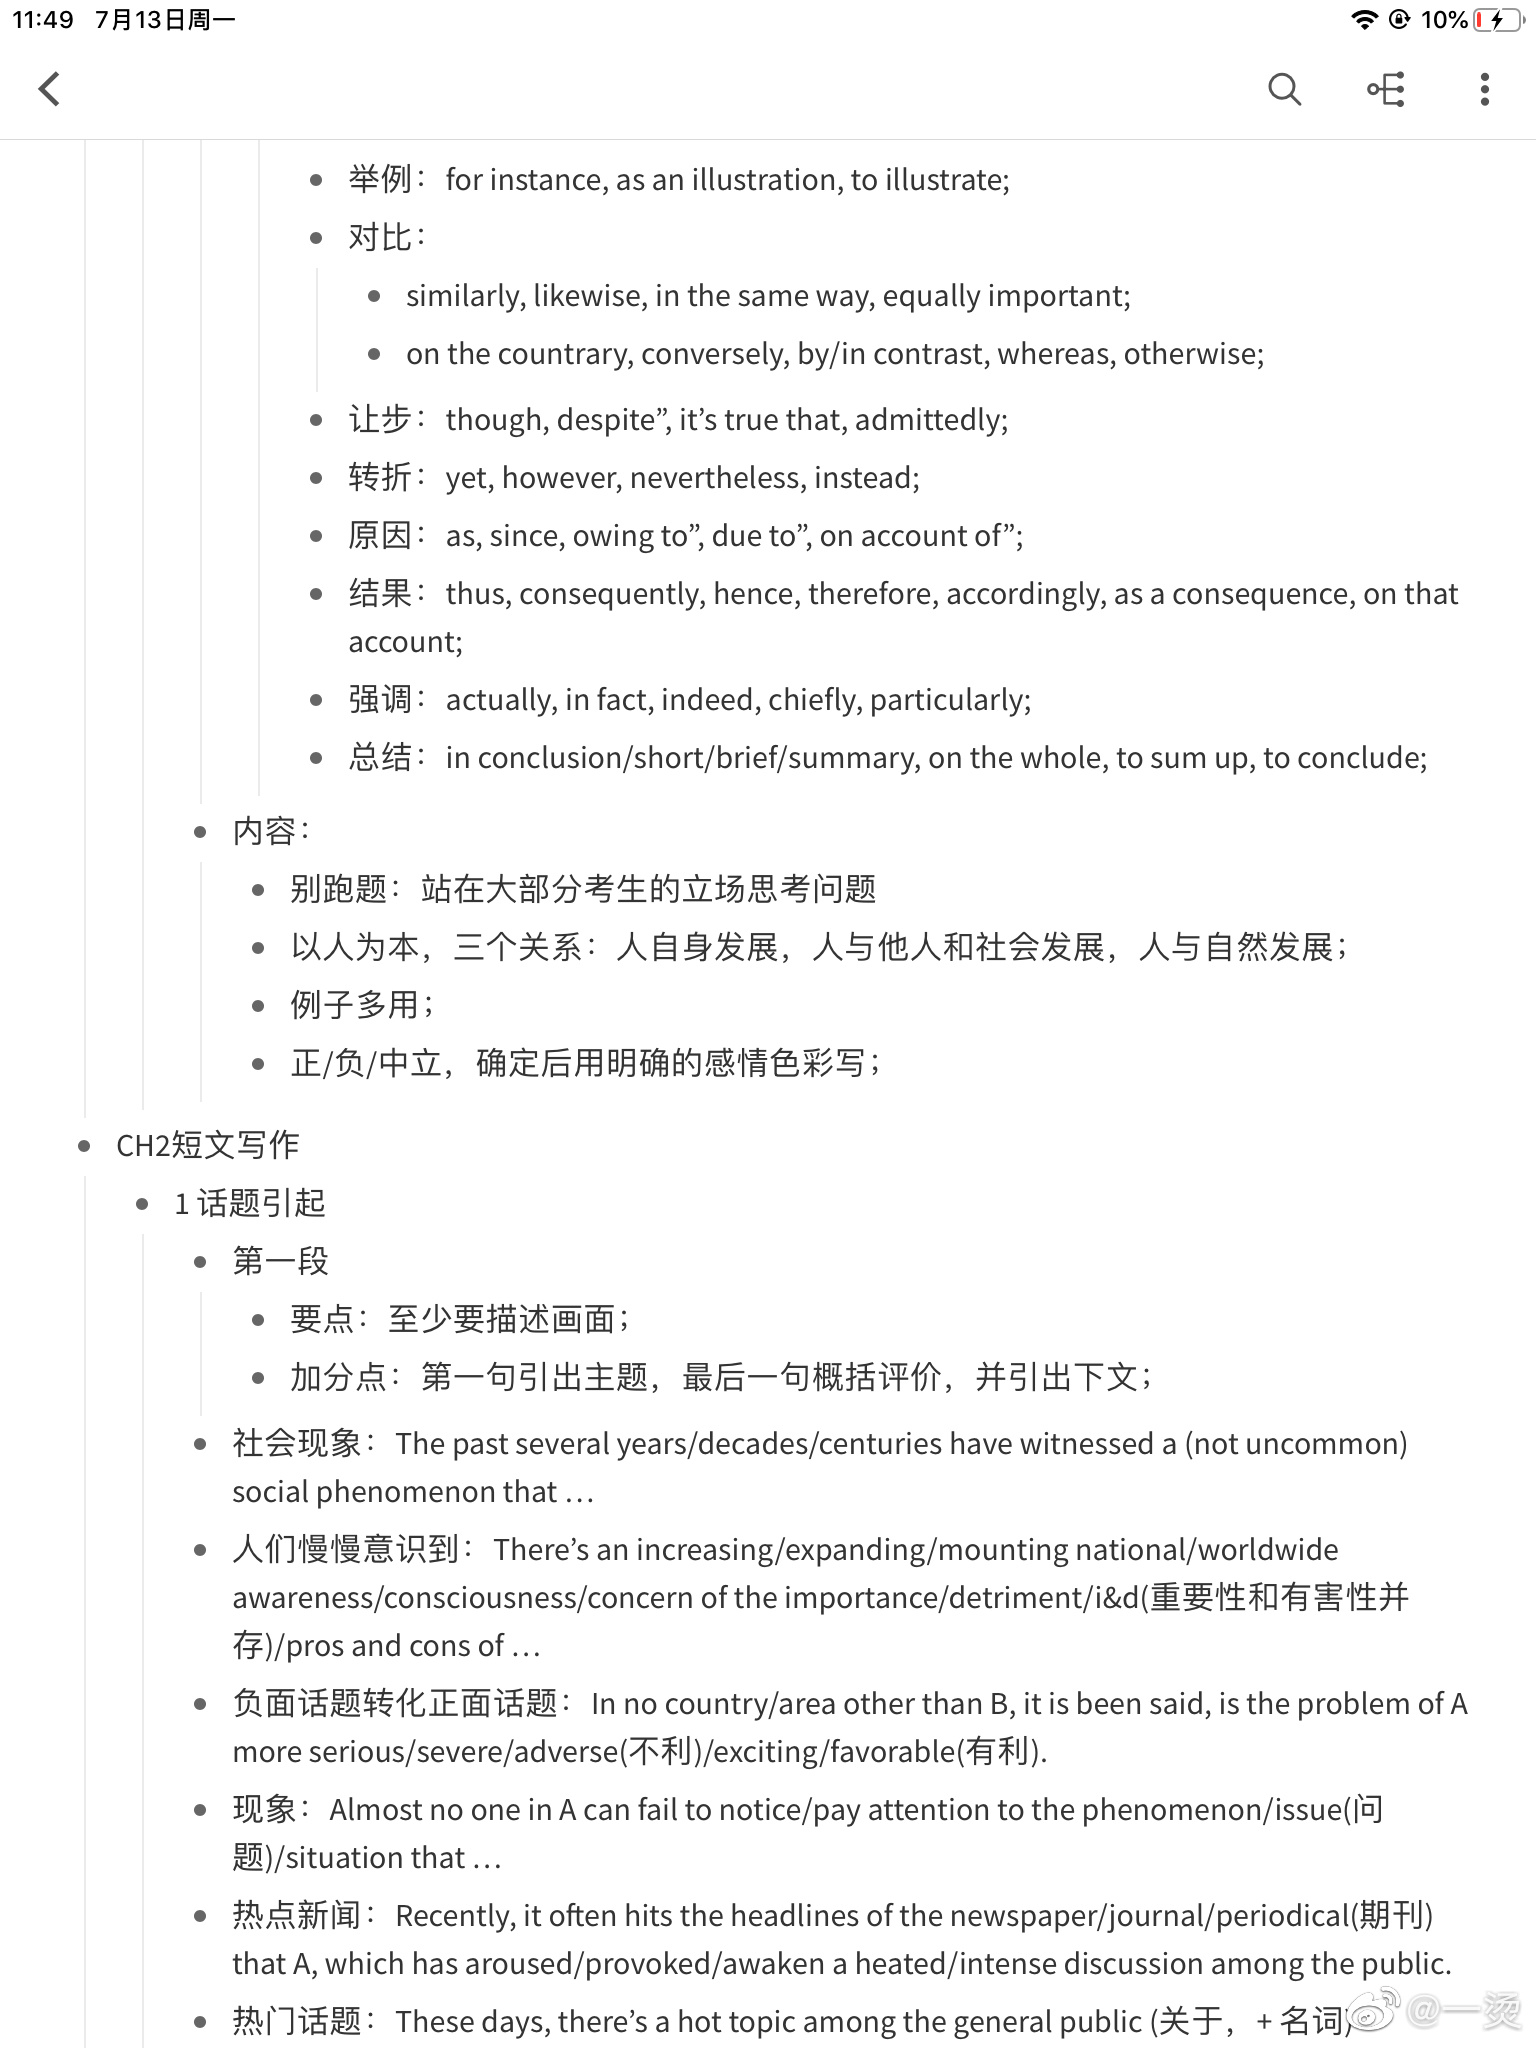 11:49 7月13日周一
10%
举例：for instance, as an illustration, to illustrate;
对比：
similarly, likewise, in the same way, equally important;
on the countrary, conversely, by/in contrast, whereas, otherwise;
让步：though, despite”, it’s true that, admittedly;
转折：yet, however, nevertheless, instead;
原因：as, since, owing to”, due to”, on account of”;
结果：thus, consequently, hence, therefore, accordingly, as a consequence, on that
account;
强调：actually, in fact, indeed, chiefly, particularly;
总结：in conclusion/short/brief/summary, on the whole, to sum up, to conclude;
内容：
别跑题：站在大部分考生的立场思考问题
以人为本，三个关系：人自身发展，人与他人和社会发展，人与自然发展；
例子多用；
正/负/中立，确定后用明确的感情色彩写；
CH2短文写作
1 话题引起
第一段
要点：至少要描述画面；
加分点：第一句引出主题，最后一句概括评价，并引出下文；
社会现象：The past several years/decades/centuries have witnessed a (not uncommon)
social phenomenon that …
人们慢慢意识到：There’s an increasing/expanding/mounting national/worldwide
awareness/consciousness/concern of the importance/detriment/i&d(重要性和有害性并
存)/pros and cons of …
负面话题转化正面话题：In no country/area other than B, it is been said, is the problem of A
more serious/severe/adverse(不利)/exciting/favorable(有利).
现象：Almost no one in A can fail to notice/pay attention to the phenomenon/issue(问
题)/situation that …
热点新闻：Recently, it often hits the headlines of the newspaper/journal/periodical(期刊)
that A, which has aroused/provoked/awaken a heated/intense discussion among the public.
热门话题：These days, there’s a hot topic among the general public (关于，+ 名词)
@一烫